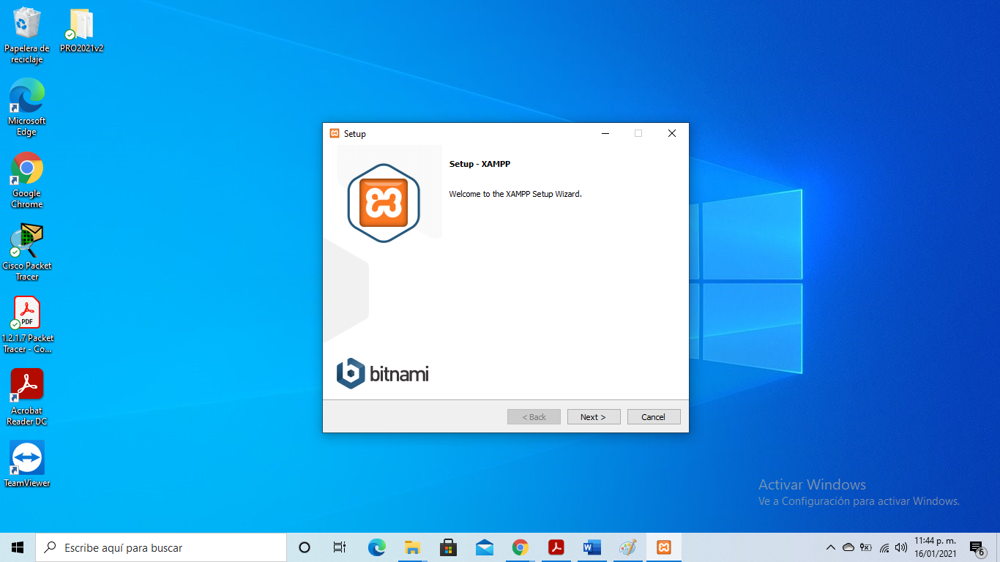 Papelera de
reciclaje
PRO2021v2
Microsoft
Edge
Google
Chrome
Cisco Packet
Tracer
PDF
1.2.1.7 Packet
Tracer - Co...
Acrobat
Reader DC
TeamViewer
Setup
Setup - XAMPP
Welcome to the XAMPP Setup Wizard.
bitnami
< Back
Next >
Cancel
Activar Windows
Ve a Configuración para activar Windows.
Escribe aquí para buscar
11:44 p. m.
16/01/2021
6